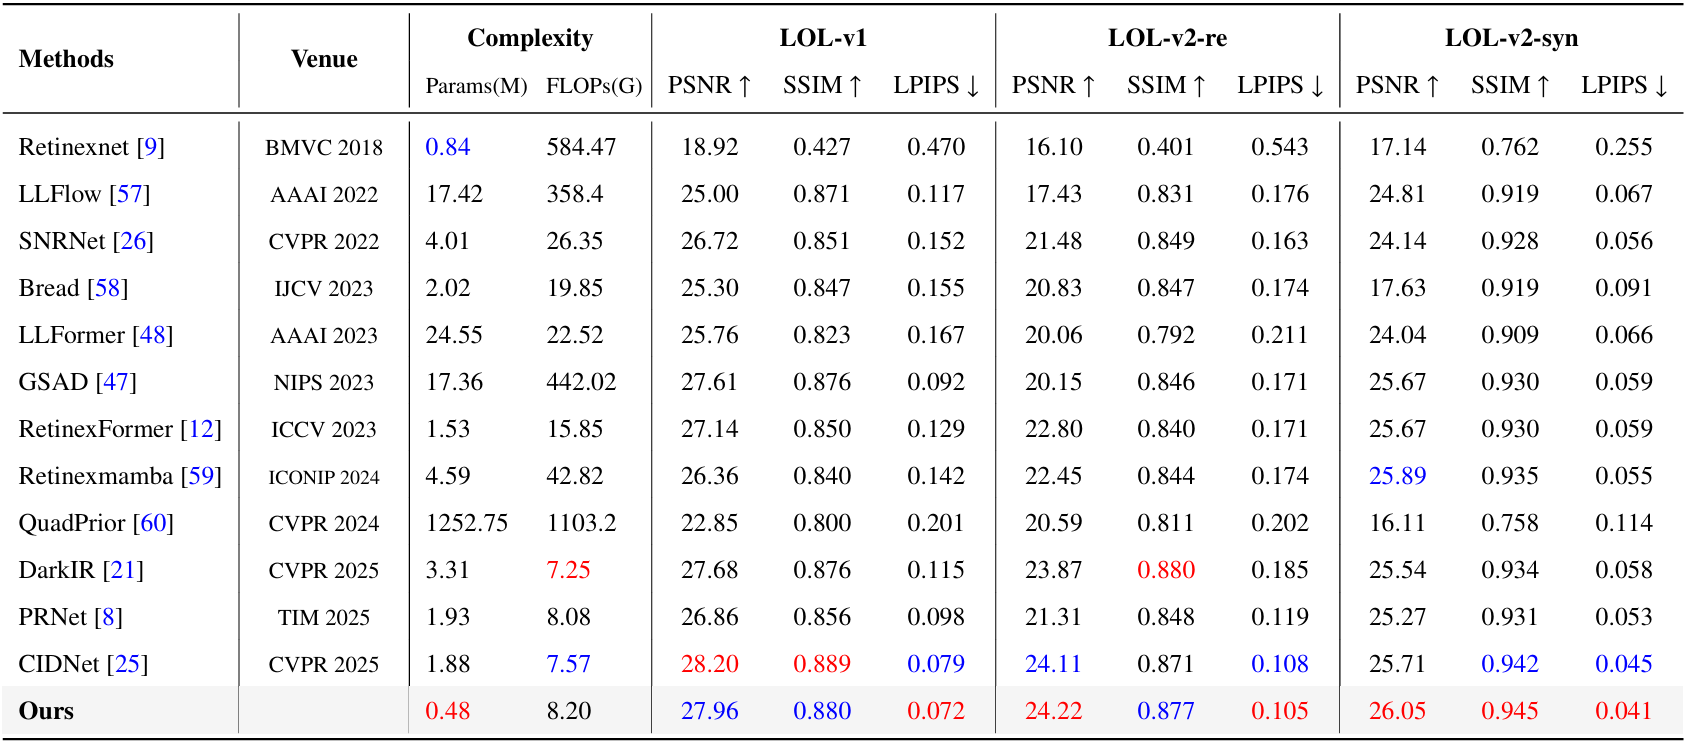 Methods Venue Complexity LOL-v1 LOL-v2-re LOL-v2-syn
Params(M) FLOPs(G) PSNR ↑ SSIM ↑ LPIPS ↓ PSNR ↑ SSIM ↑ LPIPS ↓ PSNR ↑ SSIM ↑ LPIPS ↓
Retinexnet [9] BMVC 2018 0.84 584.47 18.92 0.427 0.470 16.10 0.401 0.543 17.14 0.762 0.255
LLFlow [57] AAAI 2022 17.42 358.4 25.00 0.871 0.117 17.43 0.831 0.176 24.81 0.919 0.067
SNRNet [26] CVPR 2022 4.01 26.35 26.72 0.851 0.152 21.48 0.849 0.163 24.14 0.928 0.056
Bread [58] IJCV 2023 2.02 19.85 25.30 0.847 0.155 20.83 0.847 0.174 17.63 0.919 0.091
LLFormer [48] AAAI 2023 24.55 22.52 25.76 0.823 0.167 20.06 0.792 0.211 24.04 0.909 0.066
GSAD [47] NIPS 2023 17.36 442.02 27.61 0.876 0.092 20.15 0.846 0.171 25.67 0.930 0.059
RetinexFormer [12] ICCV 2023 1.53 15.85 27.14 0.850 0.129 22.80 0.840 0.171 25.67 0.930 0.059
Retinexmamba [59] ICONIP 2024 4.59 42.82 26.36 0.840 0.142 22.45 0.844 0.174 25.89 0.935 0.055
QuadPrior [60] CVPR 2024 1252.75 1103.2 22.85 0.800 0.201 20.59 0.811 0.202 16.11 0.758 0.114
DarkIR [21] CVPR 2025 3.31 7.25 27.68 0.876 0.115 23.87 0.880 0.185 25.54 0.934 0.058
PRNet [8] TIM 2025 1.93 8.08 26.86 0.856 0.098 21.31 0.848 0.119 25.27 0.931 0.053
CIDNet [25] CVPR 2025 1.88 7.57 28.20 0.889 0.079 24.11 0.871 0.108 25.71 0.942 0.045
Ours 0.48 8.20 27.96 0.880 0.072 24.22 0.877 0.105 26.05 0.945 0.041